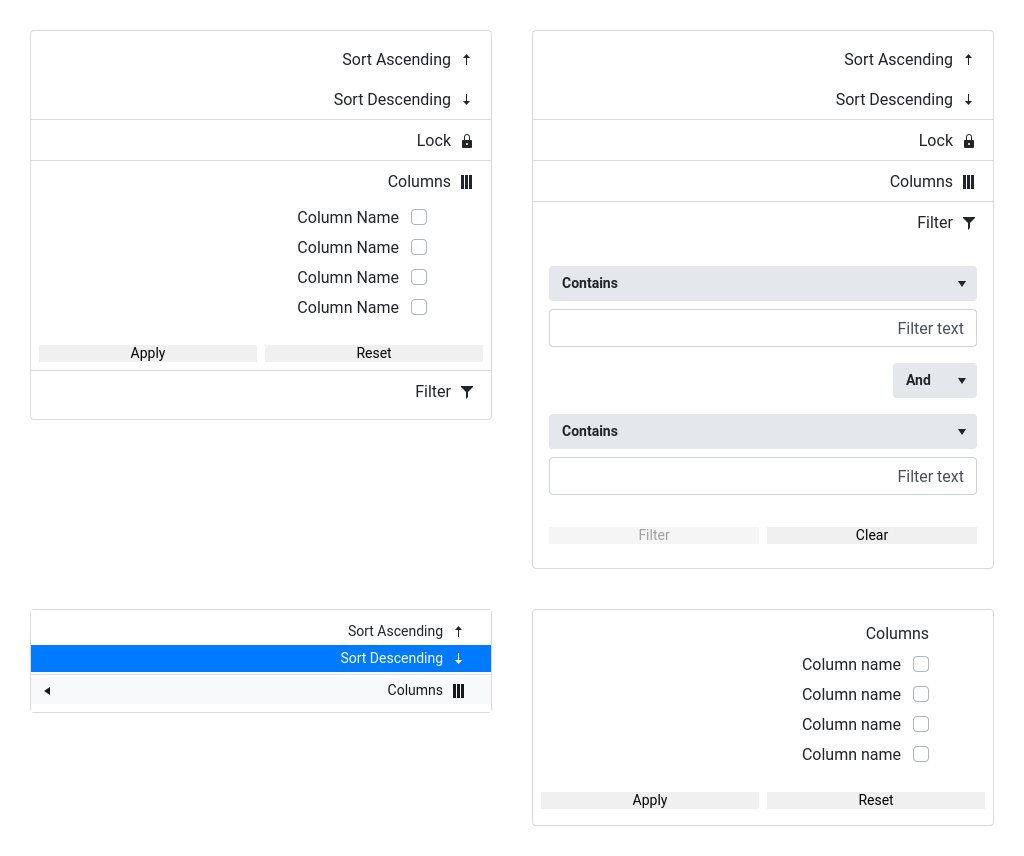 Sort Ascending
Sort Descending
Lock
Columns
Column Name
Column Name
Column Name
Column Name
Apply Reset
Filter
Sort Ascending
Sort Descending
Lock
Columns
Filter
Contains
Filter text
And
Contains
Filter text
Filter Clear
Sort Ascending
Sort Descending
Columns
Columns
Column name
Column name
Column name
Column name
Apply Reset